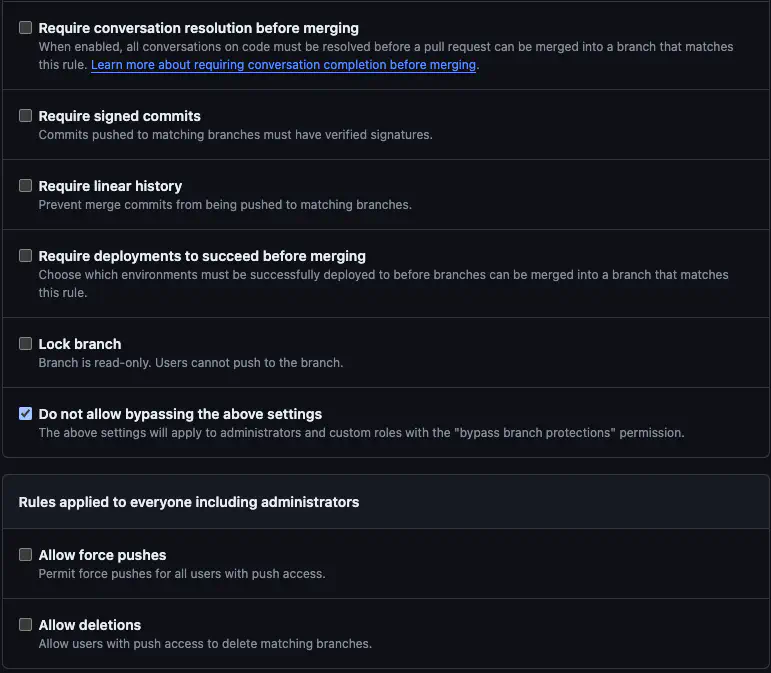 Require conversation resolution before merging
When enabled, all conversations on code must be resolved before a pull request can be merged into a branch that matches
this rule. Learn more about requiring conversation completion before merging.
Require signed commits
Commits pushed to matching branches must have verified signatures.
Require linear history
Prevent merge commits from being pushed to matching branches.
Require deployments to succeed before merging
Choose which environments must be successfully deployed to before branches can be merged into a branch that matches
this rule.
Lock branch
Branch is read-only. Users cannot push to the branch.
Do not allow bypassing the above settings
The above settings will apply to administrators and custom roles with the "bypass branch protections" permission.
Rules applied to everyone including administrators
Allow force pushes
Permit force pushes for all users with push access.
Allow deletions
Allow users with push access to delete matching branches.